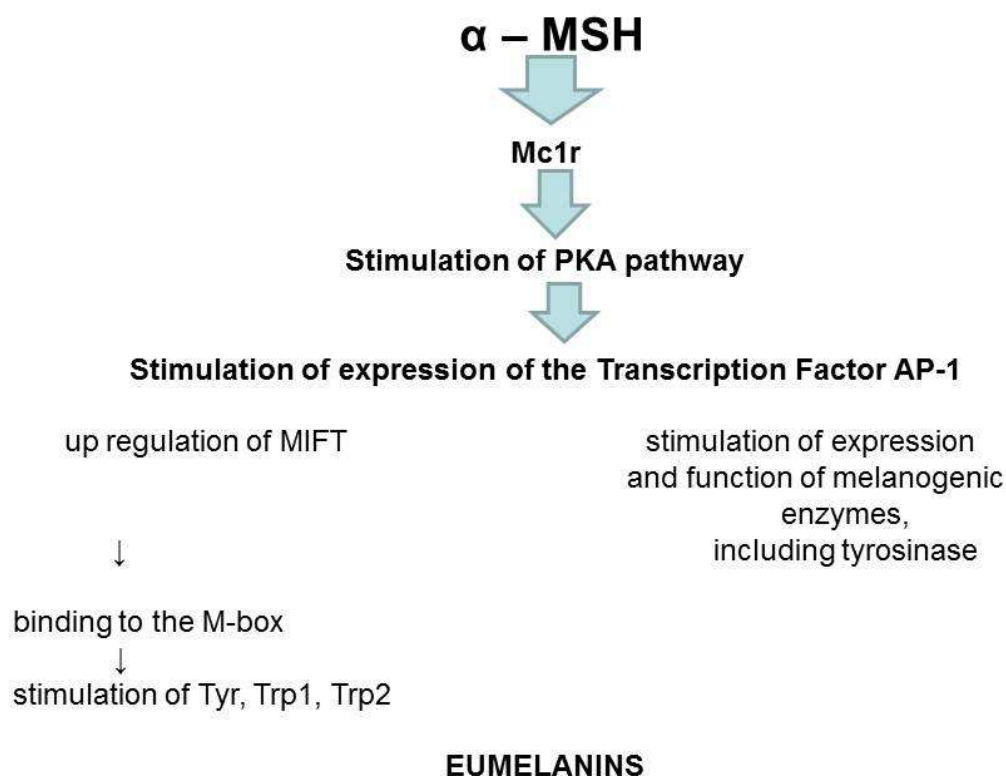 α – MSH
Mc1r
Stimulation of PKA pathway
Stimulation of expression of the Transcription Factor AP-1
up regulation of MIFT
↓
binding to the M-box
↓
stimulation of Tyr, Trp1, Trp2
stimulation of expression
and function of melanogenic
enzymes,
including tyrosinase
EUMELANINS